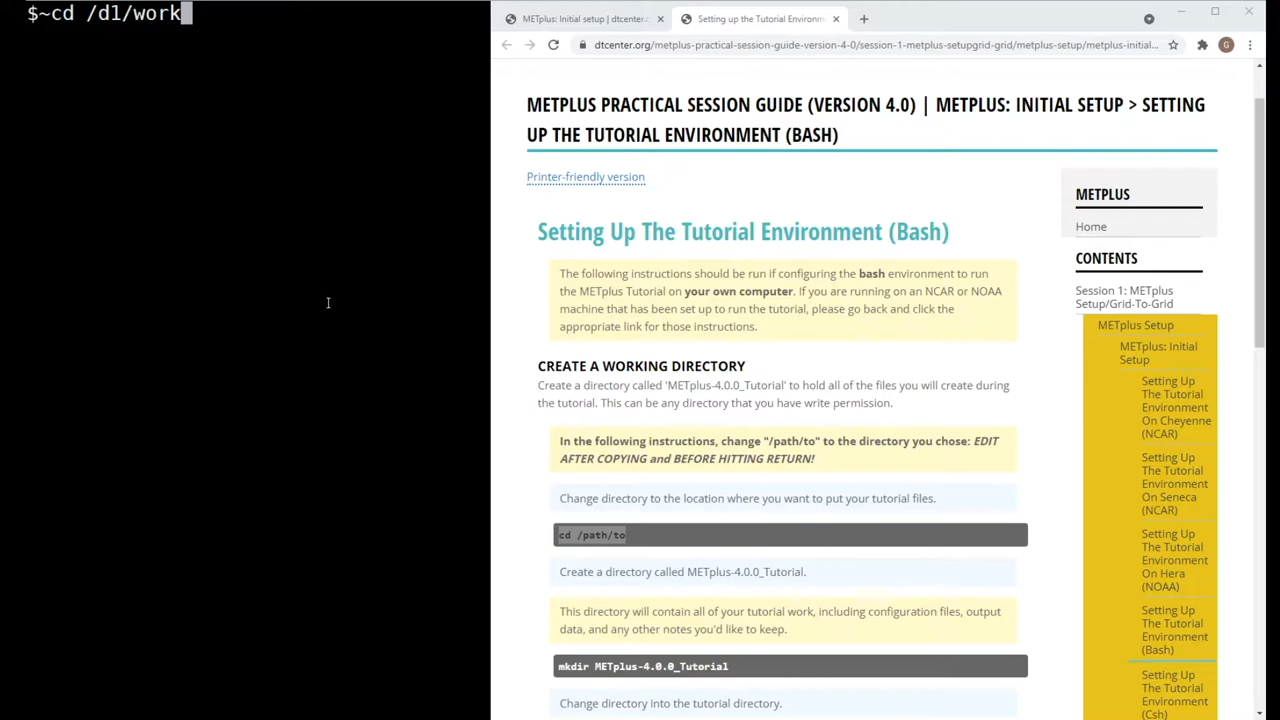 $~cd /d1/work
METplus: Initial setup | dtcenter.
Setting up the Tutorial Environm
dtcenter.org/metplus-practical-session-guide-version-4-0/session-1-metplus-setupgrid-grid/metplus-setup/metplus-initial...
G
METPLUS PRACTICAL SESSION GUIDE (VERSION 4.0) | METPLUS: INITIAL SETUP > SETTING
UP THE TUTORIAL ENVIRONMENT (BASH)
Printer-friendly version
Setting Up The Tutorial Environment (Bash)
The following instructions should be run if configuring the bash environment to run
the METplus Tutorial on your own computer. If you are running on an NCAR or NOAA
machine that has been set up to run the tutorial, please go back and click the
appropriate link for those instructions.
CREATE A WORKING DIRECTORY
Create a directory called 'METplus-4.0.0_Tutorial' to hold all of the files you will create during
the tutorial. This can be any directory that you have write permission.
In the following instructions, change "/path/to" to the directory you chose: EDIT
AFTER COPYING and BEFORE HITTING RETURN!
Change directory to the location where you want to put your tutorial files.
cd /path/to
Create a directory called METplus-4.0.0_Tutorial.
This directory will contain all of your tutorial work, including configuration files, output
data, and any other notes you'd like to keep.
mkdir METplus-4.0.0_Tutorial
Change directory into the tutorial directory.
METPLUS
Home
CONTENTS
Session 1: METplus
Setup/Grid-To-Grid
METplus Setup
METplus: Initial
Setup
Setting Up
The Tutorial
Environment
On Cheyenne
(NCAR)
Setting Up
The Tutorial
Environment
On Seneca
(NCAR)
Setting Up
The Tutorial
Environment
On Hera
(NOAA)
Setting Up
The Tutorial
Environment
(Bash)
Setting Up
The Tutorial
Environment
(Csh)